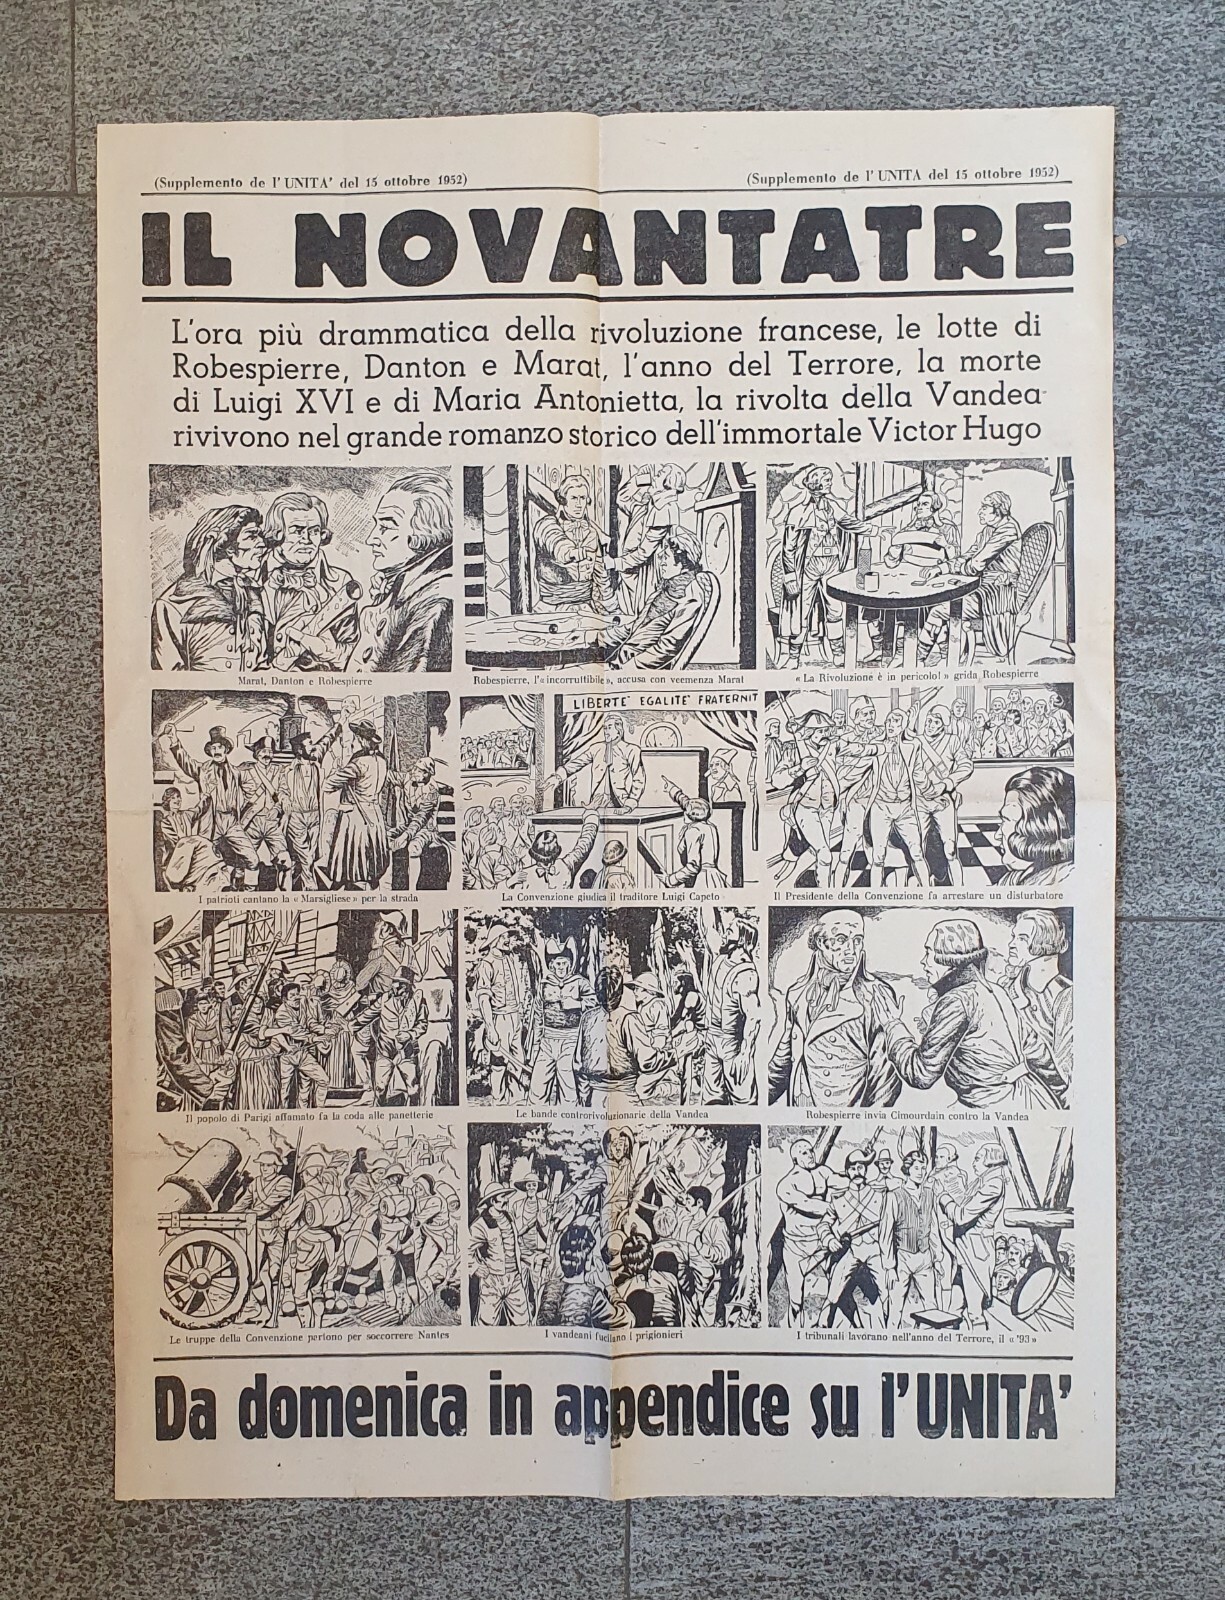 (Supplemento de l'UNITA' del 15 ottobre 1952)
(Supplemento de l'UNITA del 15 ottobre 1952)
IL NOVANTATRE
L'ora più drammatica della rivoluzione francese, le lotte di
Robespierre, Danton e Marat, l'anno del Terrore, la morte
di Luigi XVI e di Maria Antonietta, la rivolta della Vandea
rivivono nel grande romanzo storico dell'immortale Victor Hugo
Marat, Danton e Robespierre
Robespierre, l'«incorruttibile», accusa con veemenza Marat
«La Rivoluzione è in pericolo!» grida Robespierre
LIBERTE' EGALITE' FRATERNIT
I patrioti cantano la «Marsigliese» per la strada
La Convenzione giudica il traditore Luigi Capeto
Il Presidente della Convenzione fa arrestare un disturbatore
Il popolo di Parigi affamato fa la coda alle panetterie
Le bande controrivoluzionarie della Vandea
Robespierre invia Cimourdain contro la Vandea
Le truppe della Convenzione partono per soccorrere Nantes
I vandeani fucilano i prigionieri
I tribunali lavorano nell'anno del Terrore, il «'93»
Da domenica in appendice su l'UNITA'